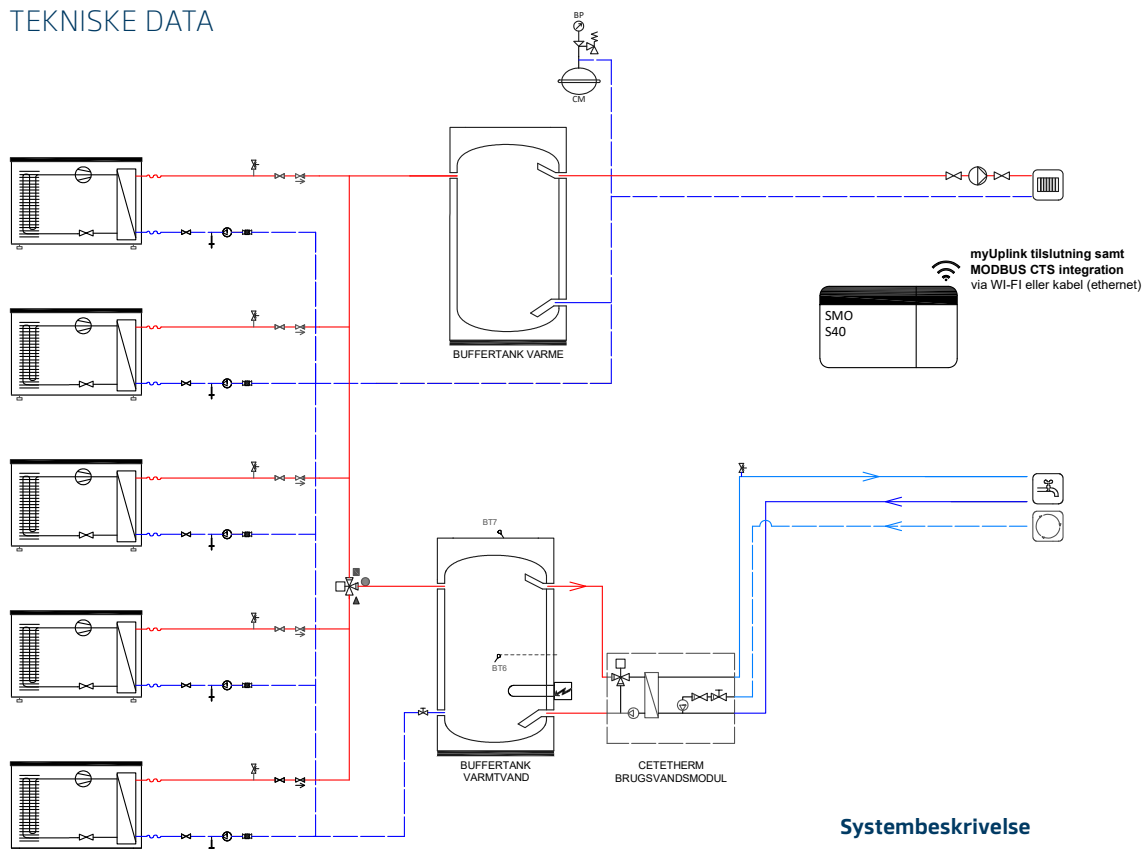 TEKNISKE DATA
BP
CM
BUFFERTANK VARME
myUplink tilslutning samt
MODBUS CTS integration
via WI-FI eller kabel (ethernet)
SMO
S40
BT7
BT6
BUFFERTANK
VARMTVAND
CETETHERM
BRUGSVANDSMODUL
Systembeskrivelse